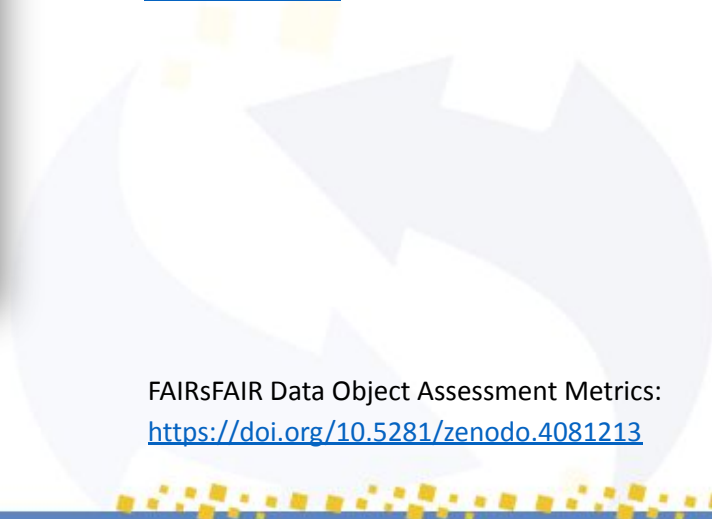 FAIRsFAIR Data Object Assessment Metrics:
https://doi.org/10.5281/zenodo.4081213